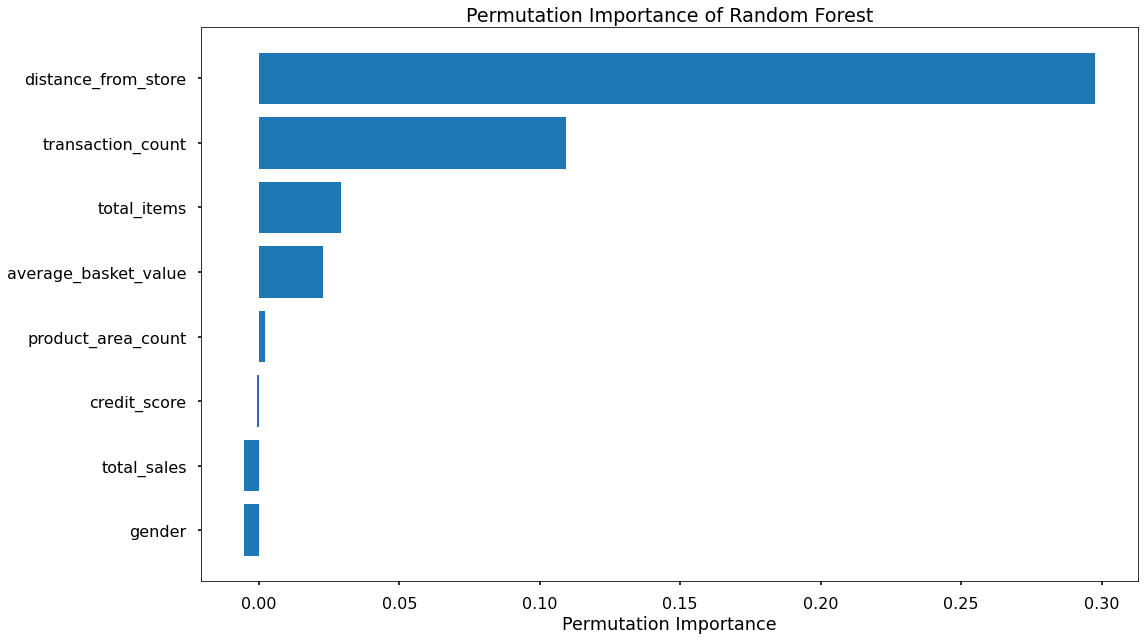 Permutation Importance of Random Forest
distance_from_store
transaction_count
total_items
average_basket_value
product_area_count
credit_score
total_sales
gender
0.00 0.05 0.10 0.15 0.20 0.25 0.30
Permutation Importance